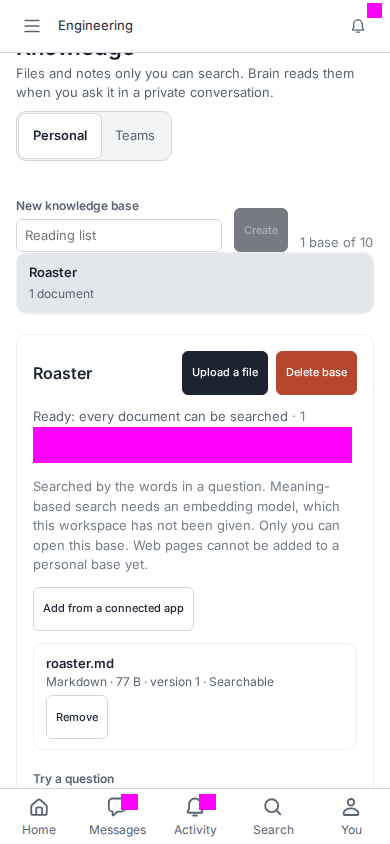 Engineering
Knowledge
Files and notes only you can search. Brain reads them
when you ask it in a private conversation.
Personal
Teams
New knowledge base
Reading list
Create
1 base of 10
Roaster
1 document
Roaster
Upload a file
Delete base
Ready: every document can be searched · 1
Searched by the words in a question. Meaning-
based search needs an embedding model, which
this workspace has not been given. Only you can
open this base. Web pages cannot be added to a
personal base yet.
Add from a connected app
roaster.md
Markdown · 77 B · version 1 · Searchable
Remove
Try a question
Home
Messages
Activity
Search
You